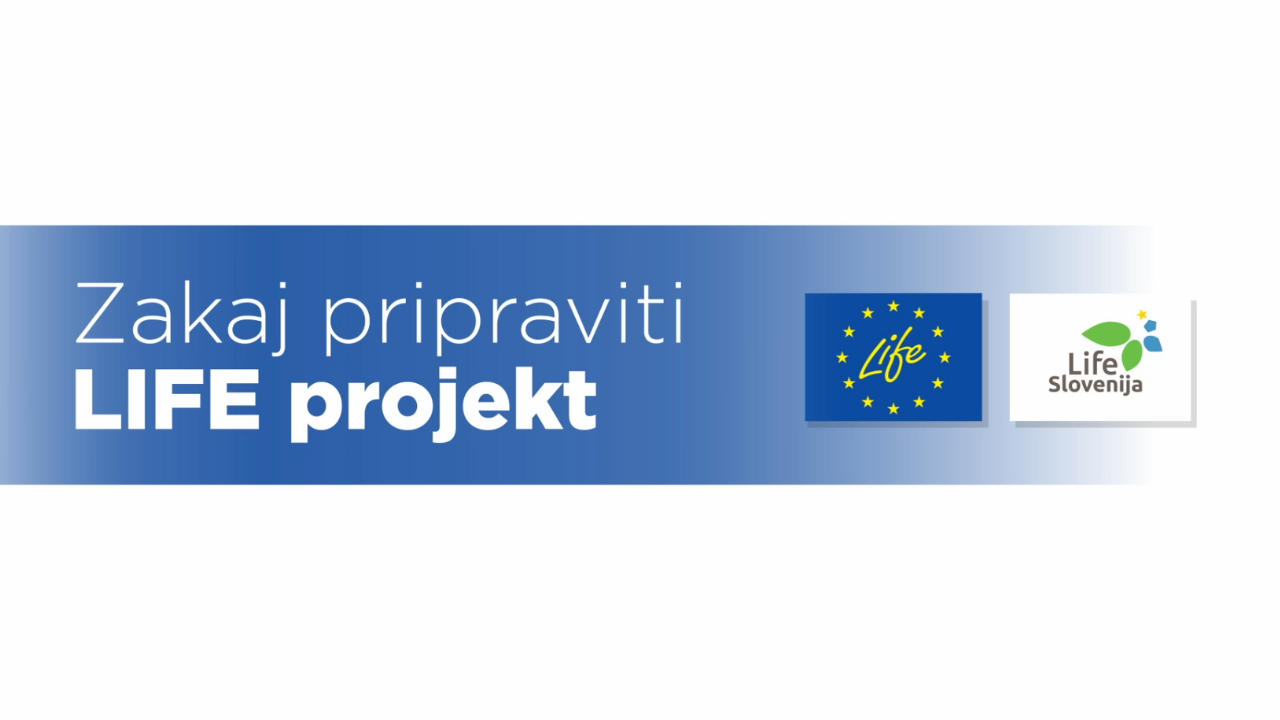 Zakaj pripraviti
LIFE projekt
Life
Life
Slovenija